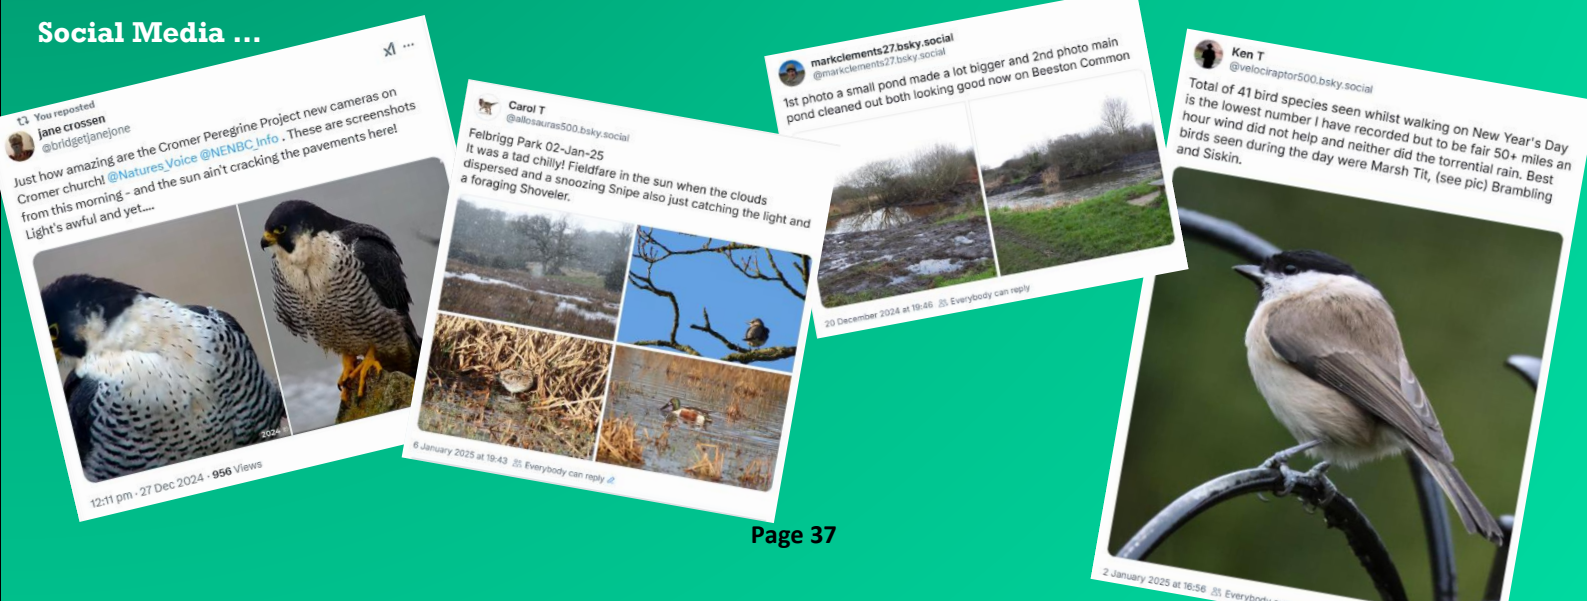 Social Media ...
You reposted
jane crossen
@bridgetjanejone
Just how amazing are the Cromer Peregrine Project new cameras on
Cromer church! @Natures_Voice @NENBC_Info . These are screenshots
from this morning - and the sun ain't cracking the pavements here!
Light's awful and yet....
2024
12:11 pm · 27 Dec 2024 · 956 Views
Carol T
@allosauras500.bsky.social
Felbrigg Park 02-Jan-25
It was a tad chilly! Fieldfare in the sun when the clouds
dispersed and a snoozing Snipe also just catching the light and
a foraging Shoveler.
6 January 2025 at 19:43 Everybody can reply
markclements27.bsky.social
@markclements27.bsky.social
1st photo a small pond made a lot bigger and 2nd photo main
pond cleaned out both looking good now on Beeston Common
20 December 2024 at 19:46 Everybody can reply
Ken T
@velociraptor500.bsky.social
Total of 41 bird species seen whilst walking on New Year's Day
is the lowest number I have recorded but to be fair 50+ miles an
hour wind did not help and neither did the torrential rain. Best
birds seen during the day were Marsh Tit, (see pic) Brambling
and Siskin.
2 January 2025 at 16:56 Everybody
Page 37